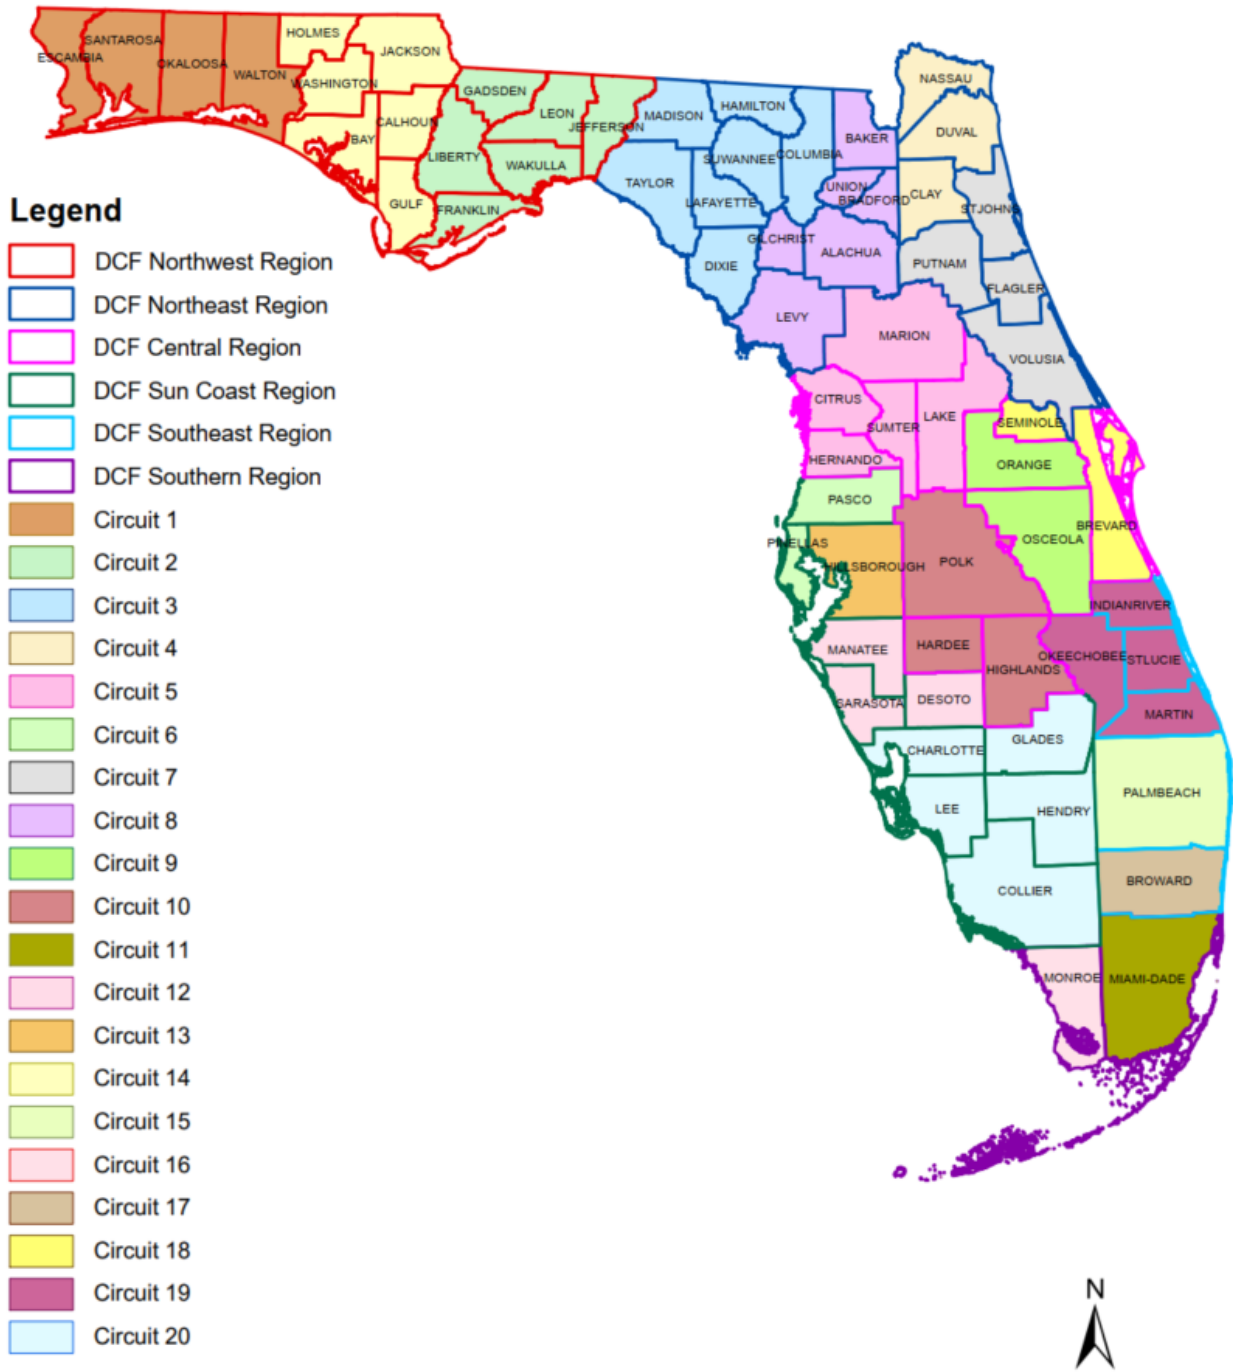 HOLMES
SANTAROSA
JACKSON
ESCAMBIA
OKALOOSA
WALTON
WASHINGTON
NASSAU
GADSDEN
HAMILTON
LEON
MADISON
CALHOUN
JEFFERSON
DUVAL
BAY
BAKER
COLUMBIA
LIBERTY
SUWANNEE
WAKULLA
TAYLOR
UNION
CLAY
BRADFORD
LAFAYETTE
GULF
FRANKLIN
STJOHNS
GILCHRIST
ALACHUA
DIXIE
PUTNAM
FLAGLER
LEVY
MARION
VOLUSIA
CITRUS
LAKE
SEMINOLE
SUMTER
HERNANDO
ORANGE
PASCO
BREVARD
OSCEOLA
PINELLAS
HILLSBOROUGH
POLK
INDIANRIVER
HARDEE
MANATEE
OKEECHOBEE
STLUCIE
HIGHLANDS
DESOTO
SARASOTA
MARTIN
GLADES
CHARLOTTE
PALMBEACH
LEE
HENDRY
BROWARD
COLLIER
MONROE
MIAMI-DADE
Legend
DCF Northwest Region
DCF Northeast Region
DCF Central Region
DCF Sun Coast Region
DCF Southeast Region
DCF Southern Region
Circuit 1
Circuit 2
Circuit 3
Circuit 4
Circuit 5
Circuit 6
Circuit 7
Circuit 8
Circuit 9
Circuit 10
Circuit 11
Circuit 12
Circuit 13
Circuit 14
Circuit 15
Circuit 16
Circuit 17
Circuit 18
Circuit 19
Circuit 20
N